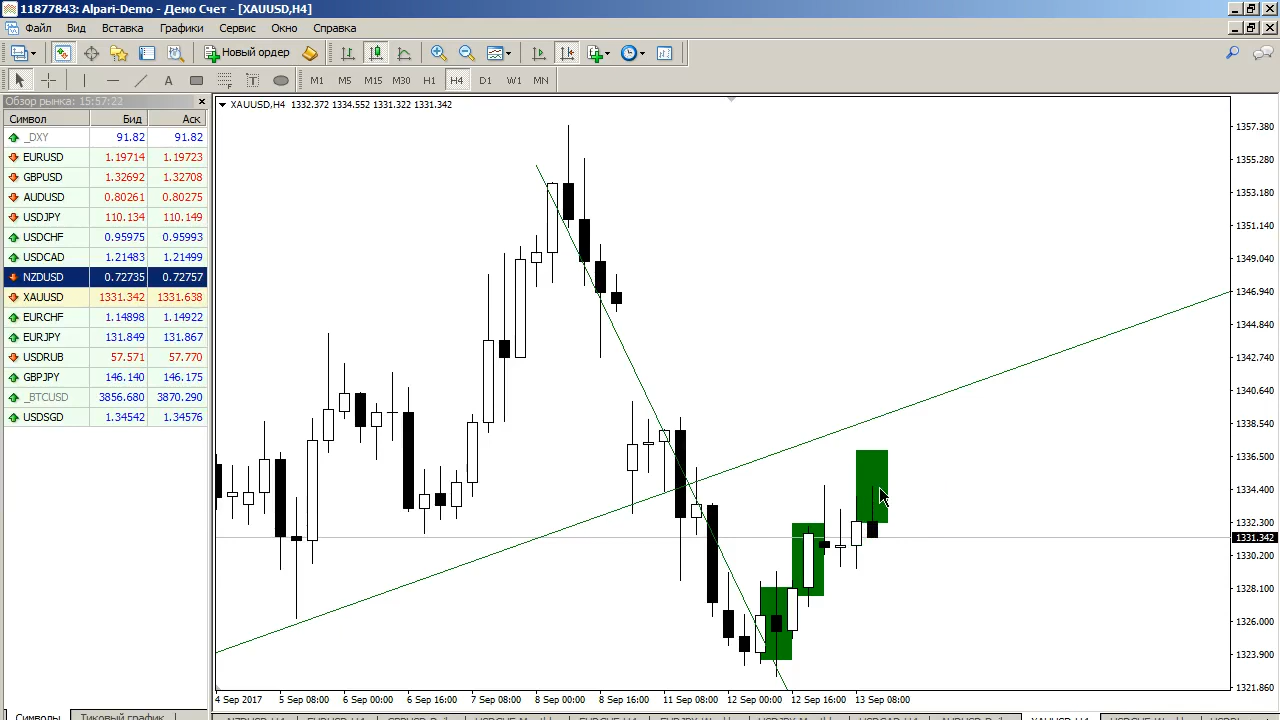 11877843: Alpari-Demo - Демо Счет - [XAUUSD,H4]
Файл Вид Вставка Графики Сервис Окно Справка
Новый ордер
A T M1 M5 M15 M30 H1 H4 D1 W1 MN
Обзор рынка: 15:57:22
Символ Бид Аск
_DXY 91.82 91.82
EURUSD 1.19714 1.19723
GBPUSD 1.32692 1.32708
AUDUSD 0.80261 0.80275
USDJPY 110.134 110.149
USDCHF 0.95975 0.95993
USDCAD 1.21483 1.21499
NZDUSD 0.72735 0.72757
XAUUSD 1331.342 1331.638
EURCHF 1.14898 1.14922
EURJPY 131.849 131.867
USDRUB 57.571 57.770
GBPJPY 146.140 146.175
_BTCUSD 3856.680 3870.290
USDSGD 1.34542 1.34576
Символы Тиковый график
XAUUSD,H4 1332.372 1334.552 1331.322 1331.342
1357.380
1355.280
1353.180
1351.140
1349.040
1346.940
1344.840
1342.740
1340.640
1338.540
1336.500
1334.400
1332.300
1331.342
1330.200
1328.100
1326.000
1323.900
1321.860
4 Sep 2017 5 Sep 08:00 6 Sep 00:00 6 Sep 16:00 7 Sep 08:00 8 Sep 00:00 8 Sep 16:00 11 Sep 08:00 12 Sep 00:00 12 Sep 16:00 13 Sep 08:00